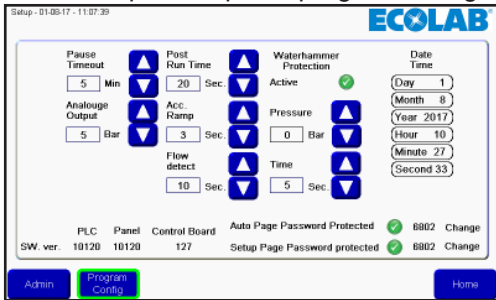 Setup - 01-08-17 - 11:07:39
ECOLAB
Pause Timeout
5 Min
Post Run Time
20 Sec.
Waterhammer Protection
Active
Date Time
Day 1
Month 8
Year 2017
Hour 10
Minute 27
Second 33
Analouge Output
5 Bar
Acc. Ramp
3 Sec.
Pressure
0 Bar
Flow detect
10 Sec.
Time
5 Sec.
PLC Panel Control Board
SW. ver. 10120 10120 127
Auto Page Password Protected 6802 Change
Setup Page Password protected 6802 Change
Admin
Program Config
Home